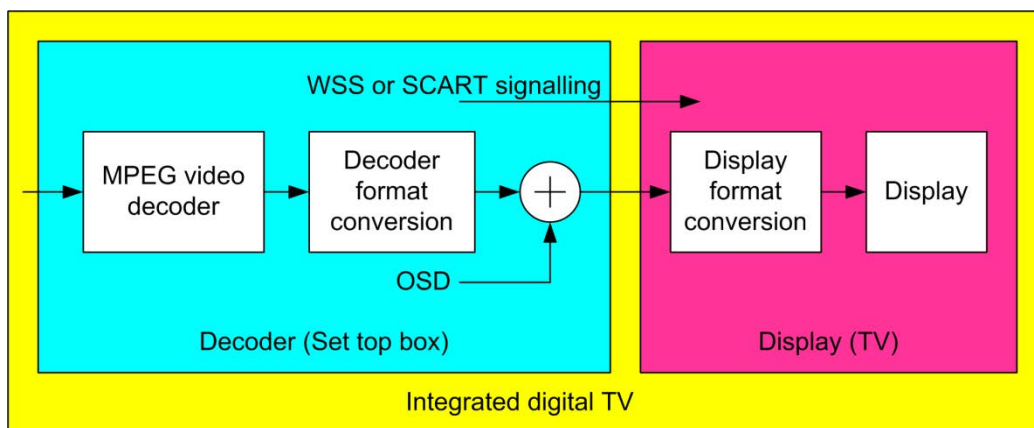 WSS or SCART signalling
MPEG video
decoder
Decoder
format
conversion
OSD
Decoder (Set top box)
Display
format
conversion
Display
Display (TV)
Integrated digital TV